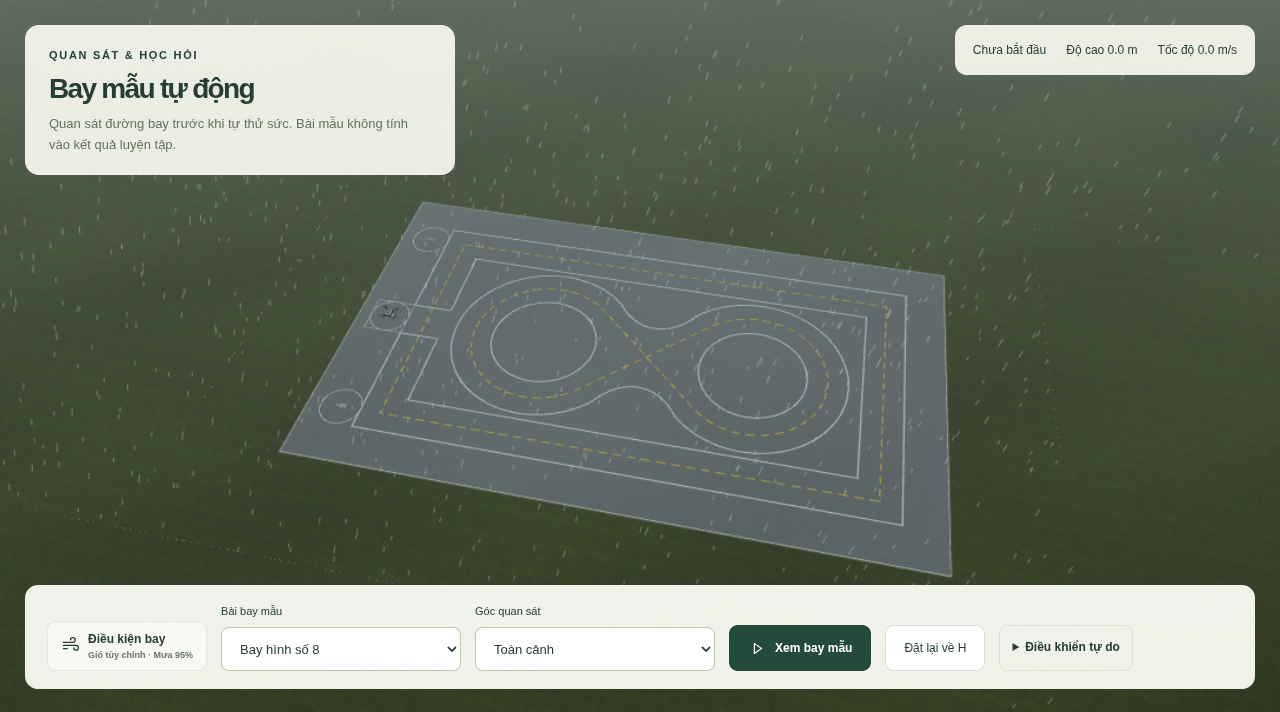 QUAN SÁT & HỌC HỎI
Bay mẫu tự động
Quan sát đường bay trước khi tự thử sức. Bài mẫu không tính
vào kết quả luyện tập.
Chưa bắt đầu Độ cao 0.0 m Tốc độ 0.0 m/s
Điều kiện bay
Gió tùy chỉnh · Mưa 95%
Bài bay mẫu
Bay hình số 8
Góc quan sát
Toàn cảnh
Xem bay mẫu
Đặt lại về H
Điều khiển tự do